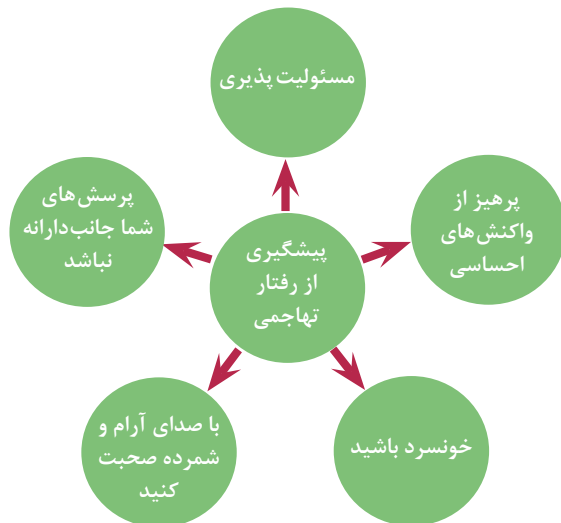 مسئولیت پذیری
پرهیز از
واکنش‌های
احساسی
پرسش‌های
شما جانب‌دارانه
نباشد
پیشگیری
از رفتار
تهاجمی
خونسرد باشید
با صدای آرام و
شمرده صحبت
کنید